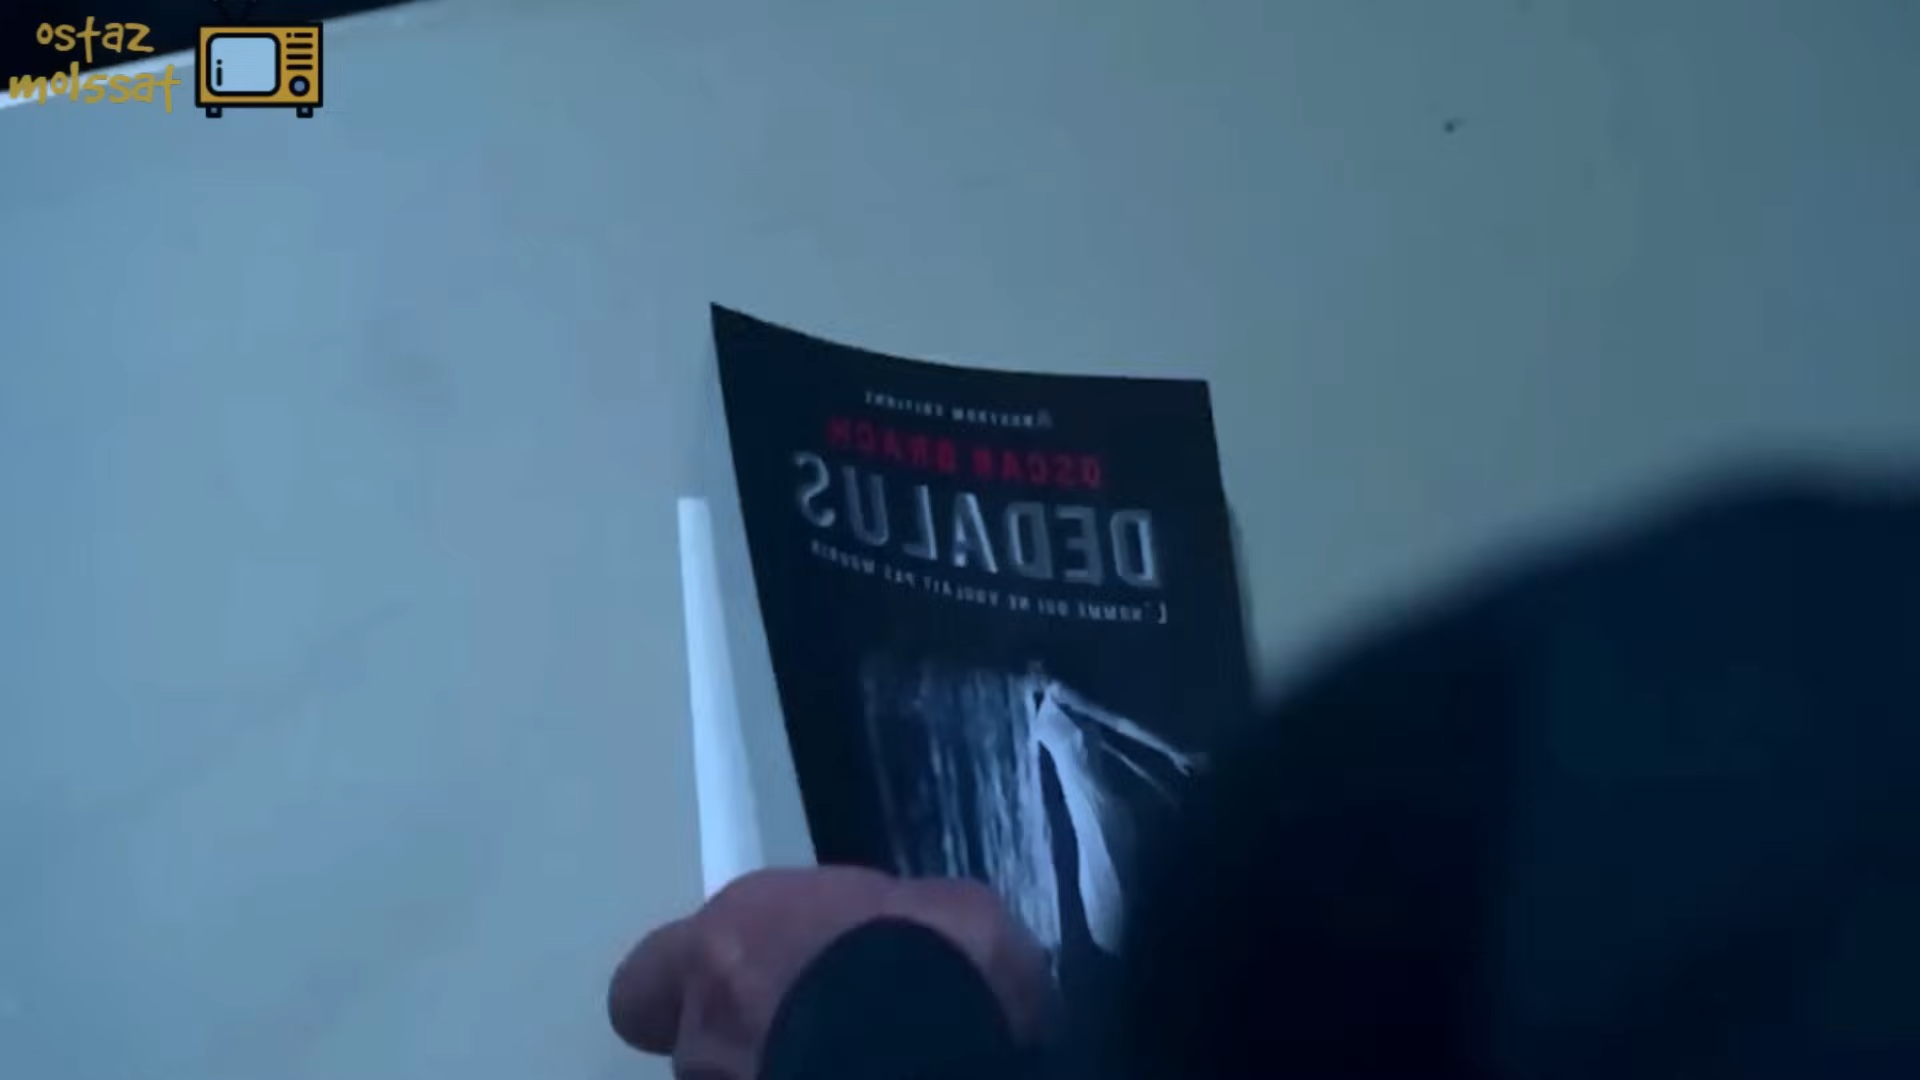 ostaz
molssat
OSCAR BRACH
DEDALUS
L'HOMME QUI NE VOULAIT PAS MOURIR